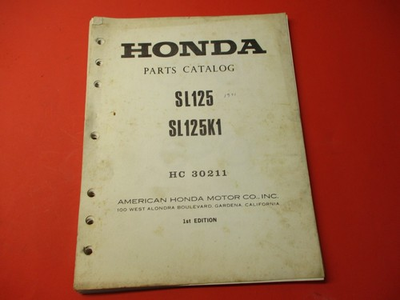 HONDA
PARTS CATALOG
SL125
SL125K1
HC 30211
AMERICAN HONDA MOTOR CO., INC.
100 WEST ALONDRA BOULEVARD, GARDENA, CALIFORNIA
1st EDITION